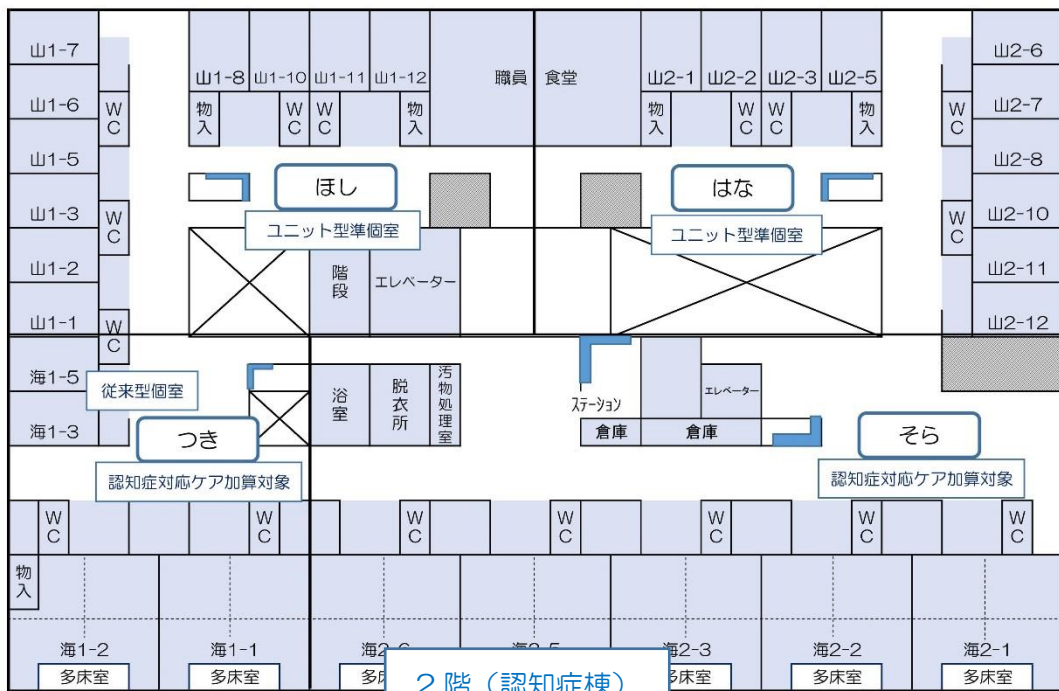 山1-7
山1-6
山1-5
山1-3
山1-2
山1-1
海1-5
海1-3
WC
WC
WC
山1-8 山1-10 山1-11 山1-12
物入
WC
WC
物入
職員 食堂
山2-1 山2-2 山2-3 山2-5
物入
WC
WC
物入
WC
WC
山2-6
山2-7
山2-8
山2-10
山2-11
山2-12
ほし
ユニット型準個室
はな
ユニット型準個室
階段
エレベーター
従来型個室
つき
認知症対応ケア加算対象
浴室
脱衣所
汚物処理室
ステーション
倉庫
倉庫
エレベーター
そら
認知症対応ケア加算対象
WC
WC
WC
WC
WC
WC
WC
物入
海1-2
多床室
海1-1
多床室
海2-6
多床室
海2-5
海2-3
多床室
海2-2
多床室
海2-1
多床室
2階（認知症棟）